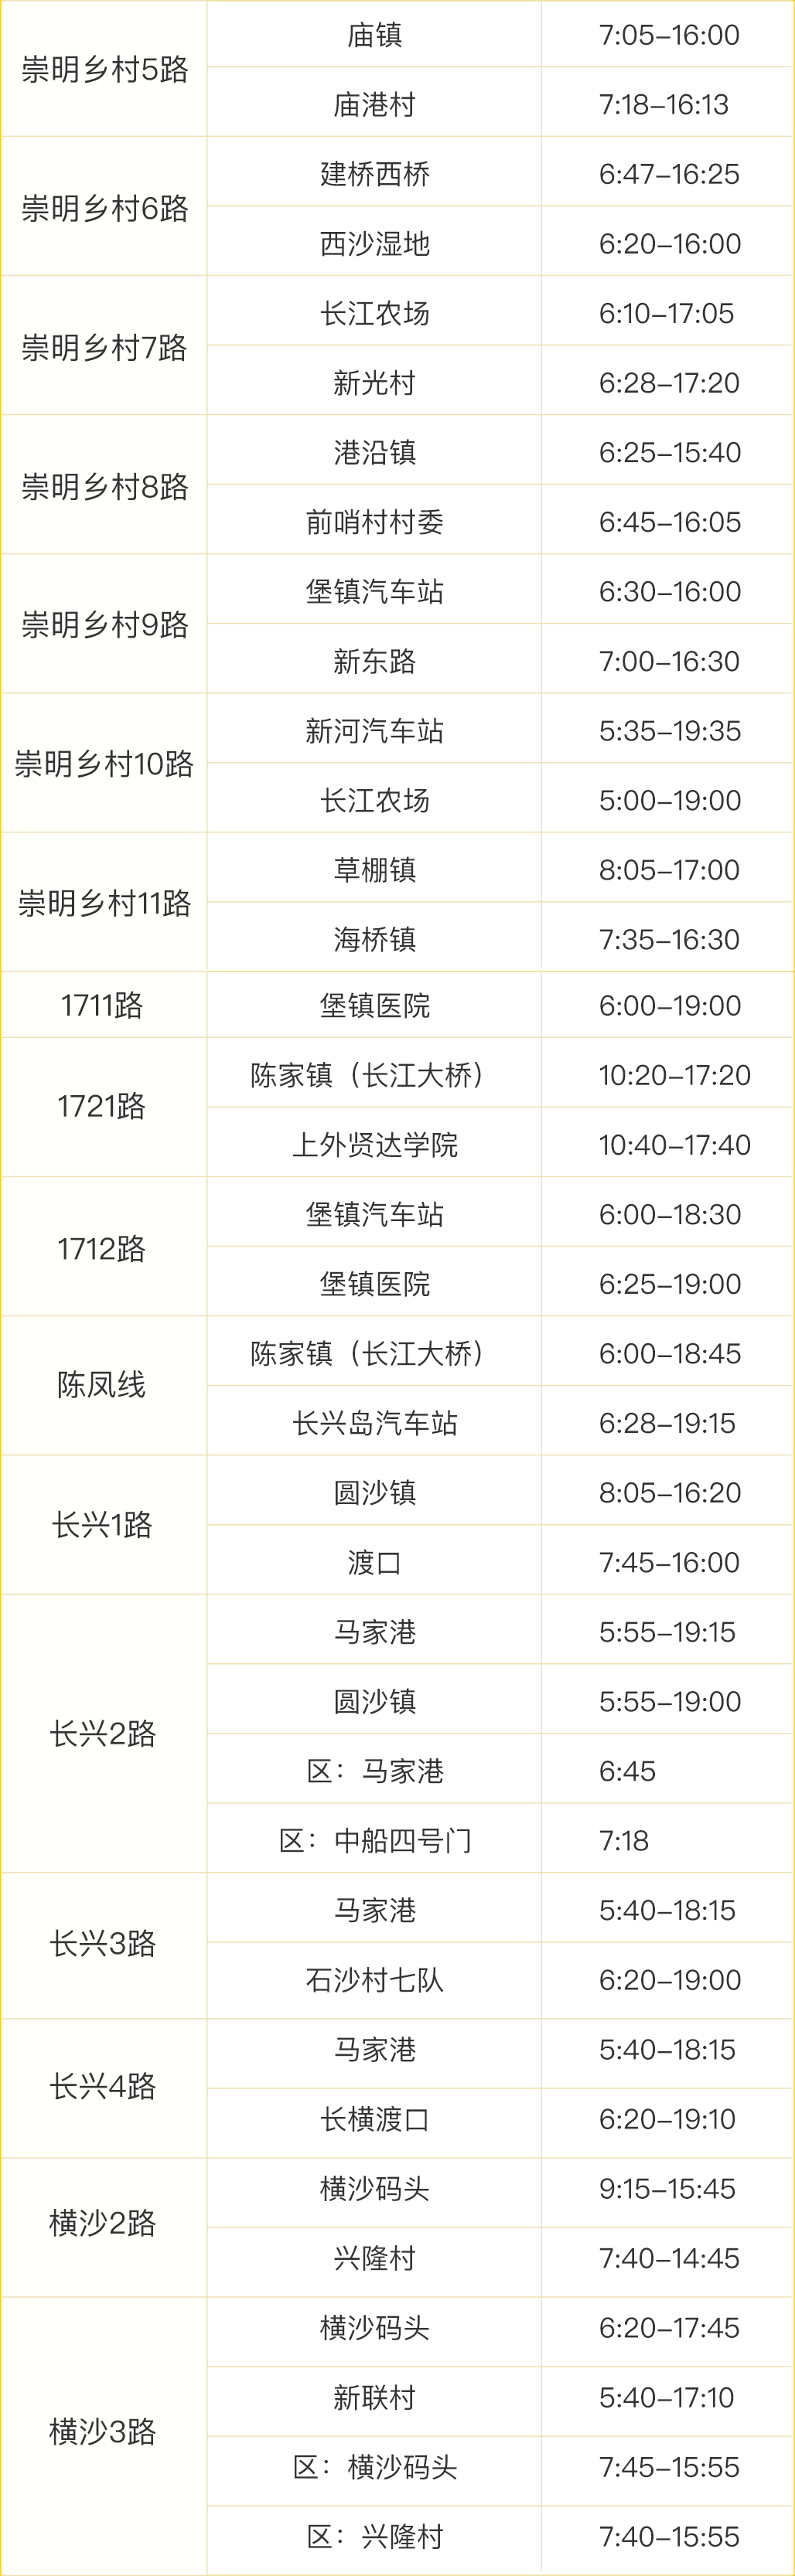 崇明乡村5路
庙镇 7:05–16:00
庙港村 7:18–16:13
崇明乡村6路
建桥西桥 6:47–16:25
西沙湿地 6:20–16:00
崇明乡村7路
长江农场 6:10–17:05
新光村 6:28–17:20
崇明乡村8路
港沿镇 6:25–15:40
前哨村村委 6:45–16:05
崇明乡村9路
堡镇汽车站 6:30–16:00
新东路 7:00–16:30
崇明乡村10路
新河汽车站 5:35–19:35
长江农场 5:00–19:00
崇明乡村11路
草棚镇 8:05–17:00
海桥镇 7:35–16:30
1711路 堡镇医院 6:00–19:00
1721路
陈家镇（长江大桥） 10:20–17:20
上外贤达学院 10:40–17:40
1712路
堡镇汽车站 6:00–18:30
堡镇医院 6:25–19:00
陈凤线
陈家镇（长江大桥） 6:00–18:45
长兴岛汽车站 6:28–19:15
长兴1路
圆沙镇 8:05–16:20
渡口 7:45–16:00
长兴2路
马家港 5:55–19:15
圆沙镇 5:55–19:00
区：马家港 6:45
区：中船四号门 7:18
长兴3路
马家港 5:40–18:15
石沙村七队 6:20–19:00
长兴4路
马家港 5:40–18:15
长横渡口 6:20–19:10
横沙2路
横沙码头 9:15–15:45
兴隆村 7:40–14:45
横沙3路
横沙码头 6:20–17:45
新联村 5:40–17:10
区：横沙码头 7:45–15:55
区：兴隆村 7:40–15:55